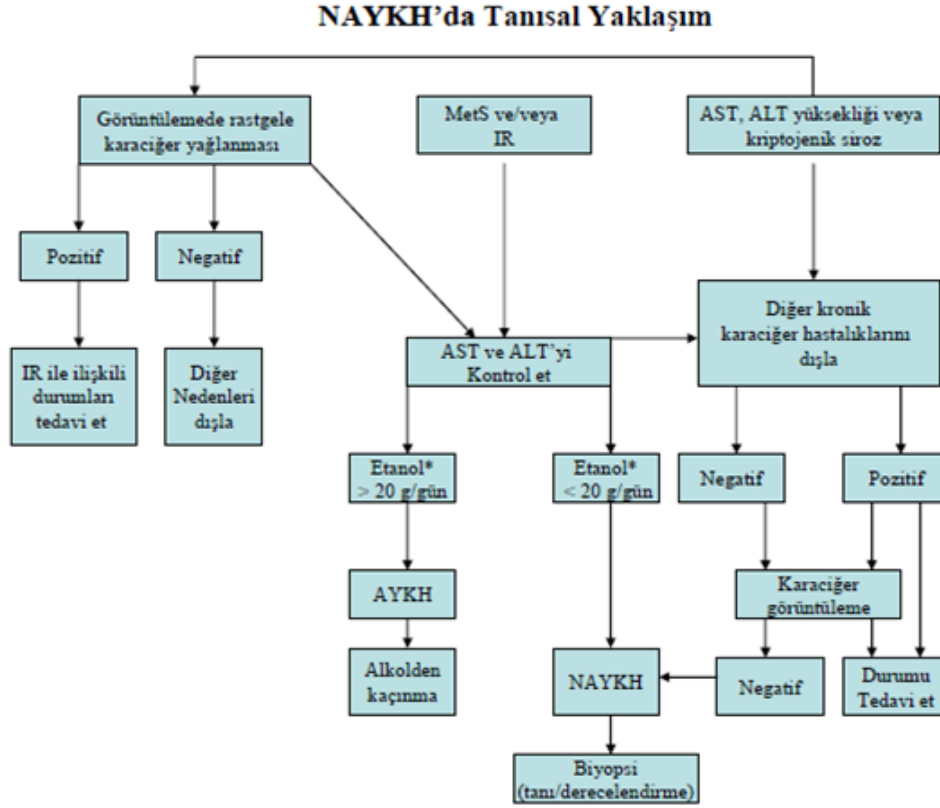 NAYKH’da Tanısal Yaklaşım
Görüntülemede rastgele
karaciğer yağlanması
MetS ve/veya
IR
AST, ALT yüksekliği veya
kriptojenik siroz
Pozitif
Negatif
Diğer kronik
karaciğer hastalıklarını
dışla
AST ve ALT’yi
Kontrol et
IR ile ilişkili
durumları
tedavi et
Diğer
Nedenleri
dışla
Etanol*
> 20 g/gün
Etanol*
< 20 g/gün
Negatif
Pozitif
AYKH
Karaciğer
görüntüleme
Alkolden
kaçınma
NAYKH
Negatif
Durumu
Tedavi et
Biyopsi
(tanı/derecelendirme)